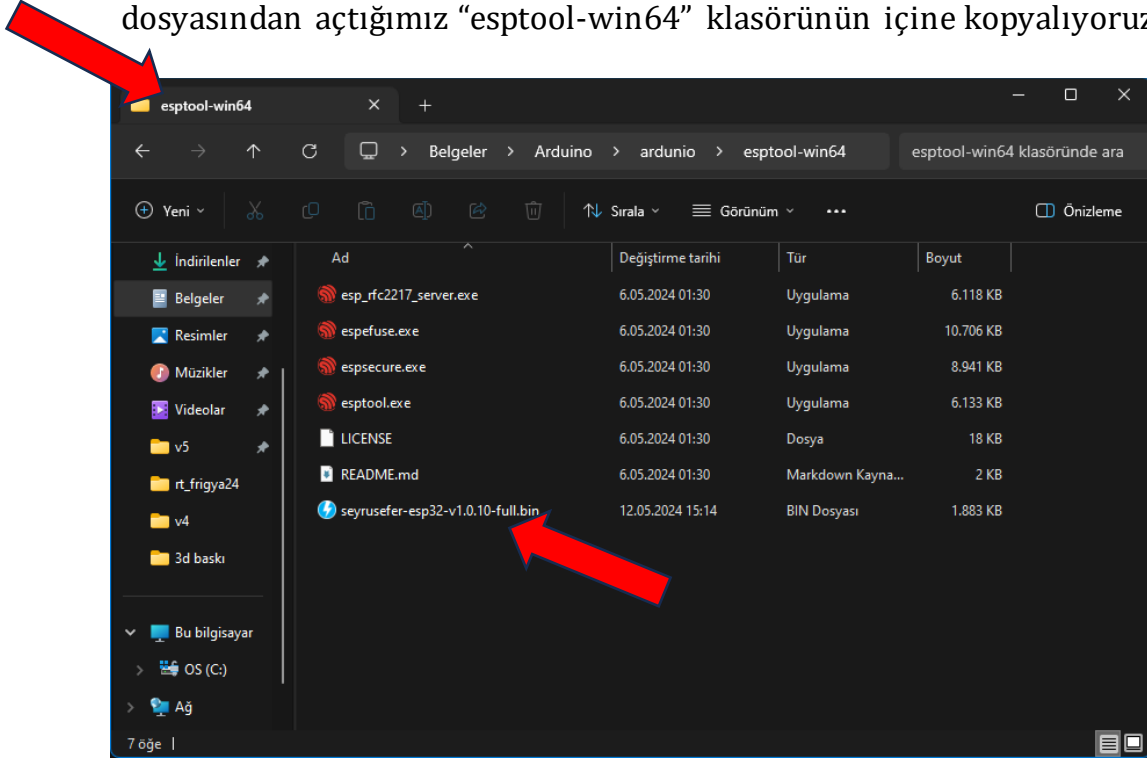 dosyasından açtığımız “esptool-win64” klasörünün içine kopyalıyoruz
esptool-win64
Belgeler > Arduino > ardunio > esptool-win64
esptool-win64 klasöründe ara
Yeni
Sırala
Görünüm
Önizleme
Ad Değiştirme tarihi Tür Boyut
esp_rfc2217_server.exe 6.05.2024 01:30 Uygulama 6.118 KB
espefuse.exe 6.05.2024 01:30 Uygulama 10.706 KB
espsecure.exe 6.05.2024 01:30 Uygulama 8.941 KB
esptool.exe 6.05.2024 01:30 Uygulama 6.133 KB
LICENSE 6.05.2024 01:30 Dosya 18 KB
README.md 6.05.2024 01:30 Markdown Kayna... 2 KB
seyrusefer-esp32-v1.0.10-full.bin 12.05.2024 15:14 BIN Dosyası 1.883 KB
İndirilenler
Belgeler
Resimler
Müzikler
Videolar
v5
rt_frigya24
v4
3d baskı
Bu bilgisayar
OS (C:)
Ağ
7 öğe